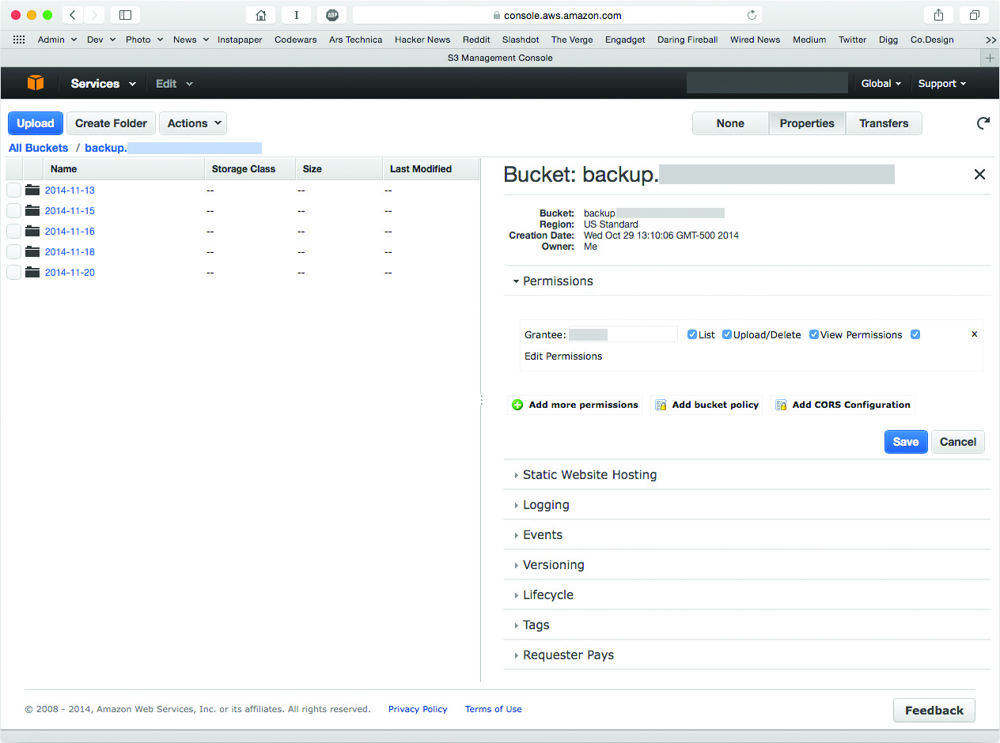 I ABP console.aws.amazon.com
Admin Dev Photo News Instapaper Codewars Ars Technica Hacker News Reddit Slashdot The Verge Engadget Daring Fireball Wired News Medium Twitter Digg Co.Design >>
S3 Management Console
Services Edit Global Support
Upload Create Folder Actions None Properties Transfers
All Buckets / backup.
Name Storage Class Size Last Modified
2014-11-13 -- -- --
2014-11-15 -- -- --
2014-11-16 -- -- --
2014-11-18 -- -- --
2014-11-20 -- -- --
Bucket: backup.
Bucket: backup
Region: US Standard
Creation Date: Wed Oct 29 13:10:06 GMT-500 2014
Owner: Me
Permissions
Grantee: List Upload/Delete View Permissions x
Edit Permissions
Add more permissions Add bucket policy Add CORS Configuration
Save Cancel
Static Website Hosting
Logging
Events
Versioning
Lifecycle
Tags
Requester Pays
© 2008 - 2014, Amazon Web Services, Inc. or its affiliates. All rights reserved. Privacy Policy Terms of Use Feedback